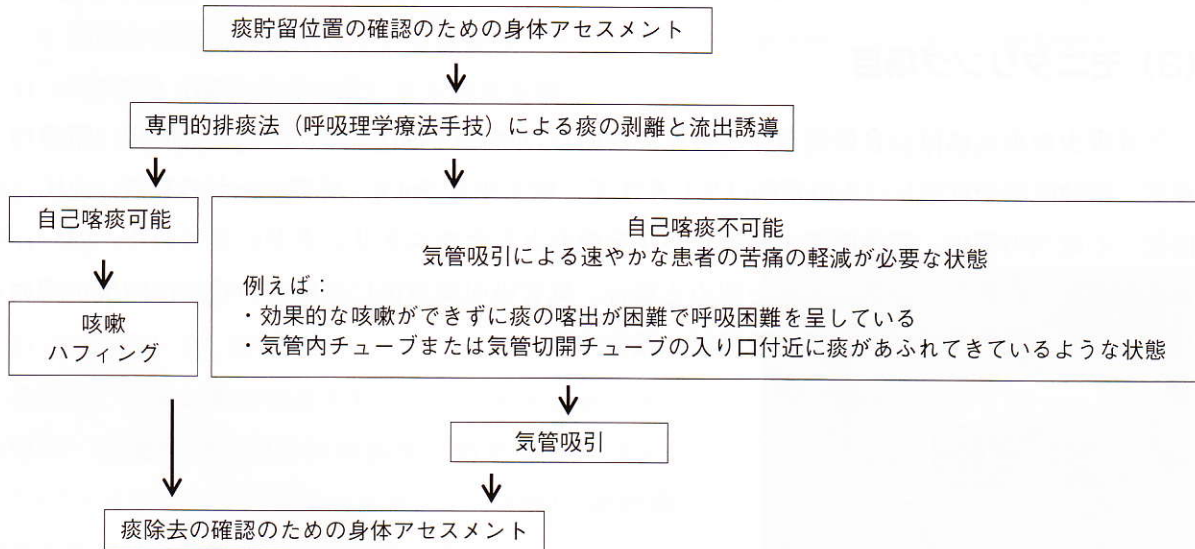 痰貯留位置の確認のための身体アセスメント
専門的排痰法（呼吸理学療法手技）による痰の剥離と流出誘導
自己喀痰可能
咳嗽
ハフィング
自己喀痰不可能
気管吸引による速やかな患者の苦痛の軽減が必要な状態
例えば：
・効果的な咳嗽ができずに痰の喀出が困難で呼吸困難を呈している
・気管内チューブまたは気管切開チューブの入り口付近に痰があふれてきているような状態
気管吸引
痰除去の確認のための身体アセスメント